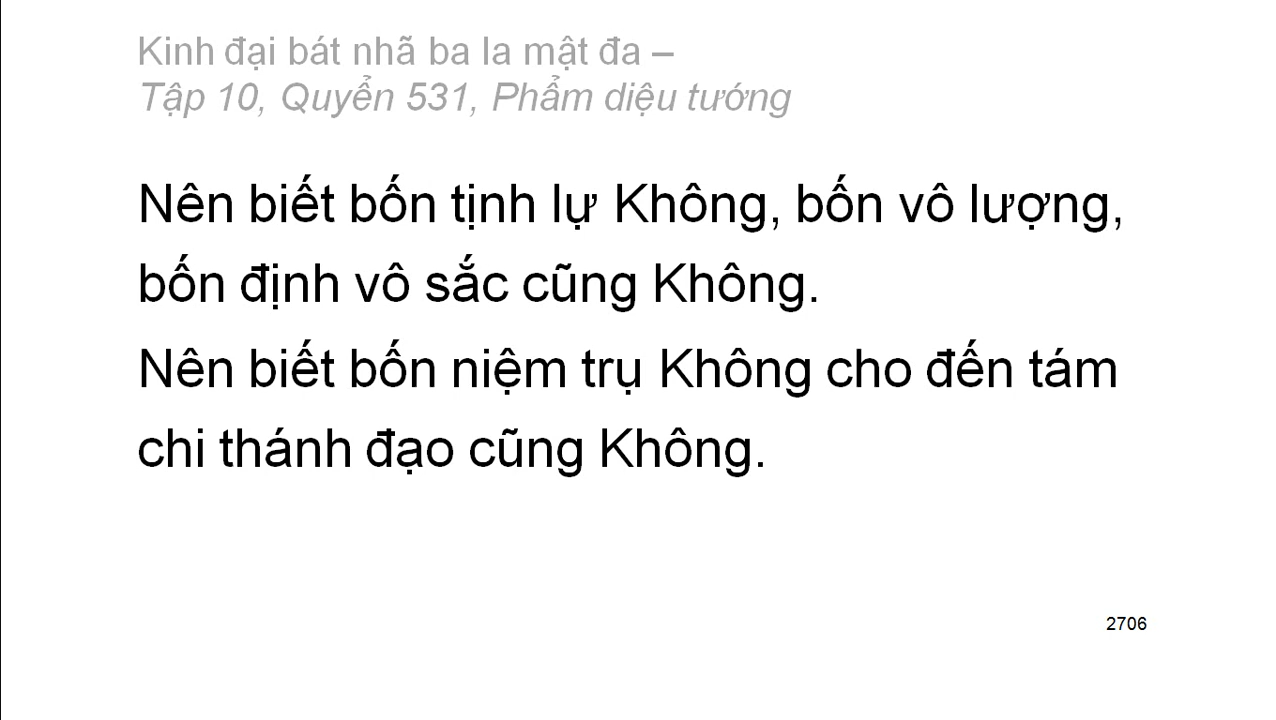 Kinh đại bát nhã ba la mật đa –
Tập 10, Quyển 531, Phẩm diệu tướng
Nên biết bốn tịnh lự Không, bốn vô lượng,
bốn định vô sắc cũng Không.
Nên biết bốn niệm trụ Không cho đến tám
chi thánh đạo cũng Không.
2706